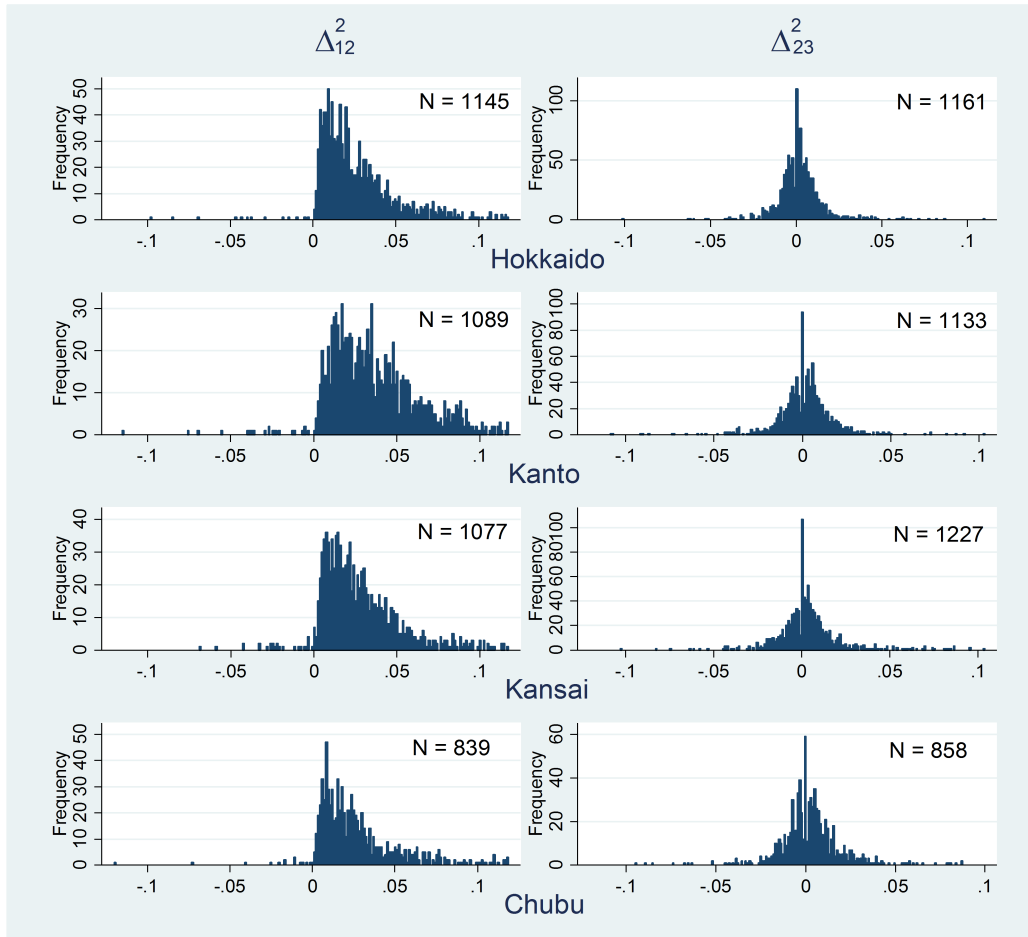 Δ²₁₂ Δ²₂₃
Frequency
0 10 20 30 40 50
N = 1145
-.1 -.05 0 .05 .1
Frequency
0 50 100
N = 1161
-.1 -.05 0 .05 .1
Hokkaido
Frequency
0 10 20 30
N = 1089
-.1 -.05 0 .05 .1
Frequency
0 20 40 60 80 100
N = 1133
-.1 -.05 0 .05 .1
Kanto
Frequency
0 10 20 30 40
N = 1077
-.1 -.05 0 .05 .1
Frequency
0 20 40 60 80 100
N = 1227
-.1 -.05 0 .05 .1
Kansai
Frequency
0 10 20 30 40 50
N = 839
-.1 -.05 0 .05 .1
Frequency
0 20 40 60
N = 858
-.1 -.05 0 .05 .1
Chubu